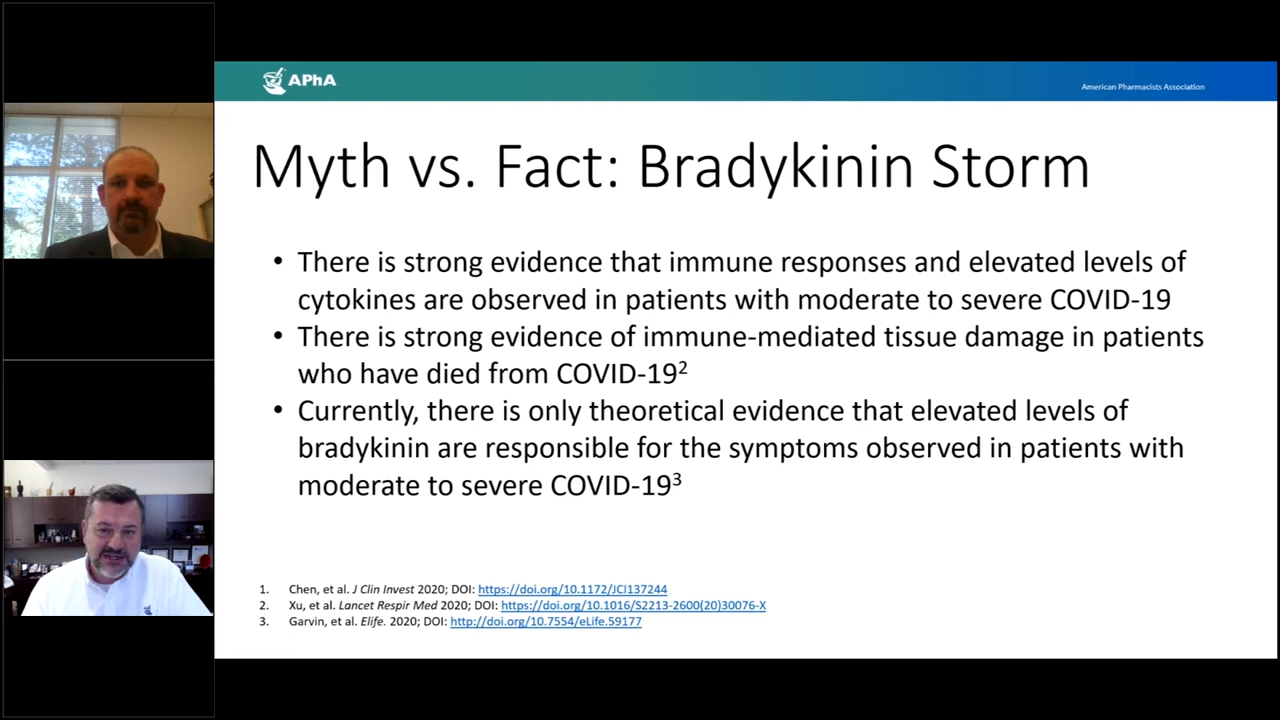 APhA
American Pharmacists Association
Myth vs. Fact: Bradykinin Storm
• There is strong evidence that immune responses and elevated levels of
cytokines are observed in patients with moderate to severe COVID-19
• There is strong evidence of immune-mediated tissue damage in patients
who have died from COVID-19²
• Currently, there is only theoretical evidence that elevated levels of
bradykinin are responsible for the symptoms observed in patients with
moderate to severe COVID-19³
1. Chen, et al. J Clin Invest 2020; DOI: https://doi.org/10.1172/JCI137244
2. Xu, et al. Lancet Respir Med 2020; DOI: https://doi.org/10.1016/S2213-2600(20)30076-X
3. Garvin, et al. Elife. 2020; DOI: http://doi.org/10.7554/eLife.59177